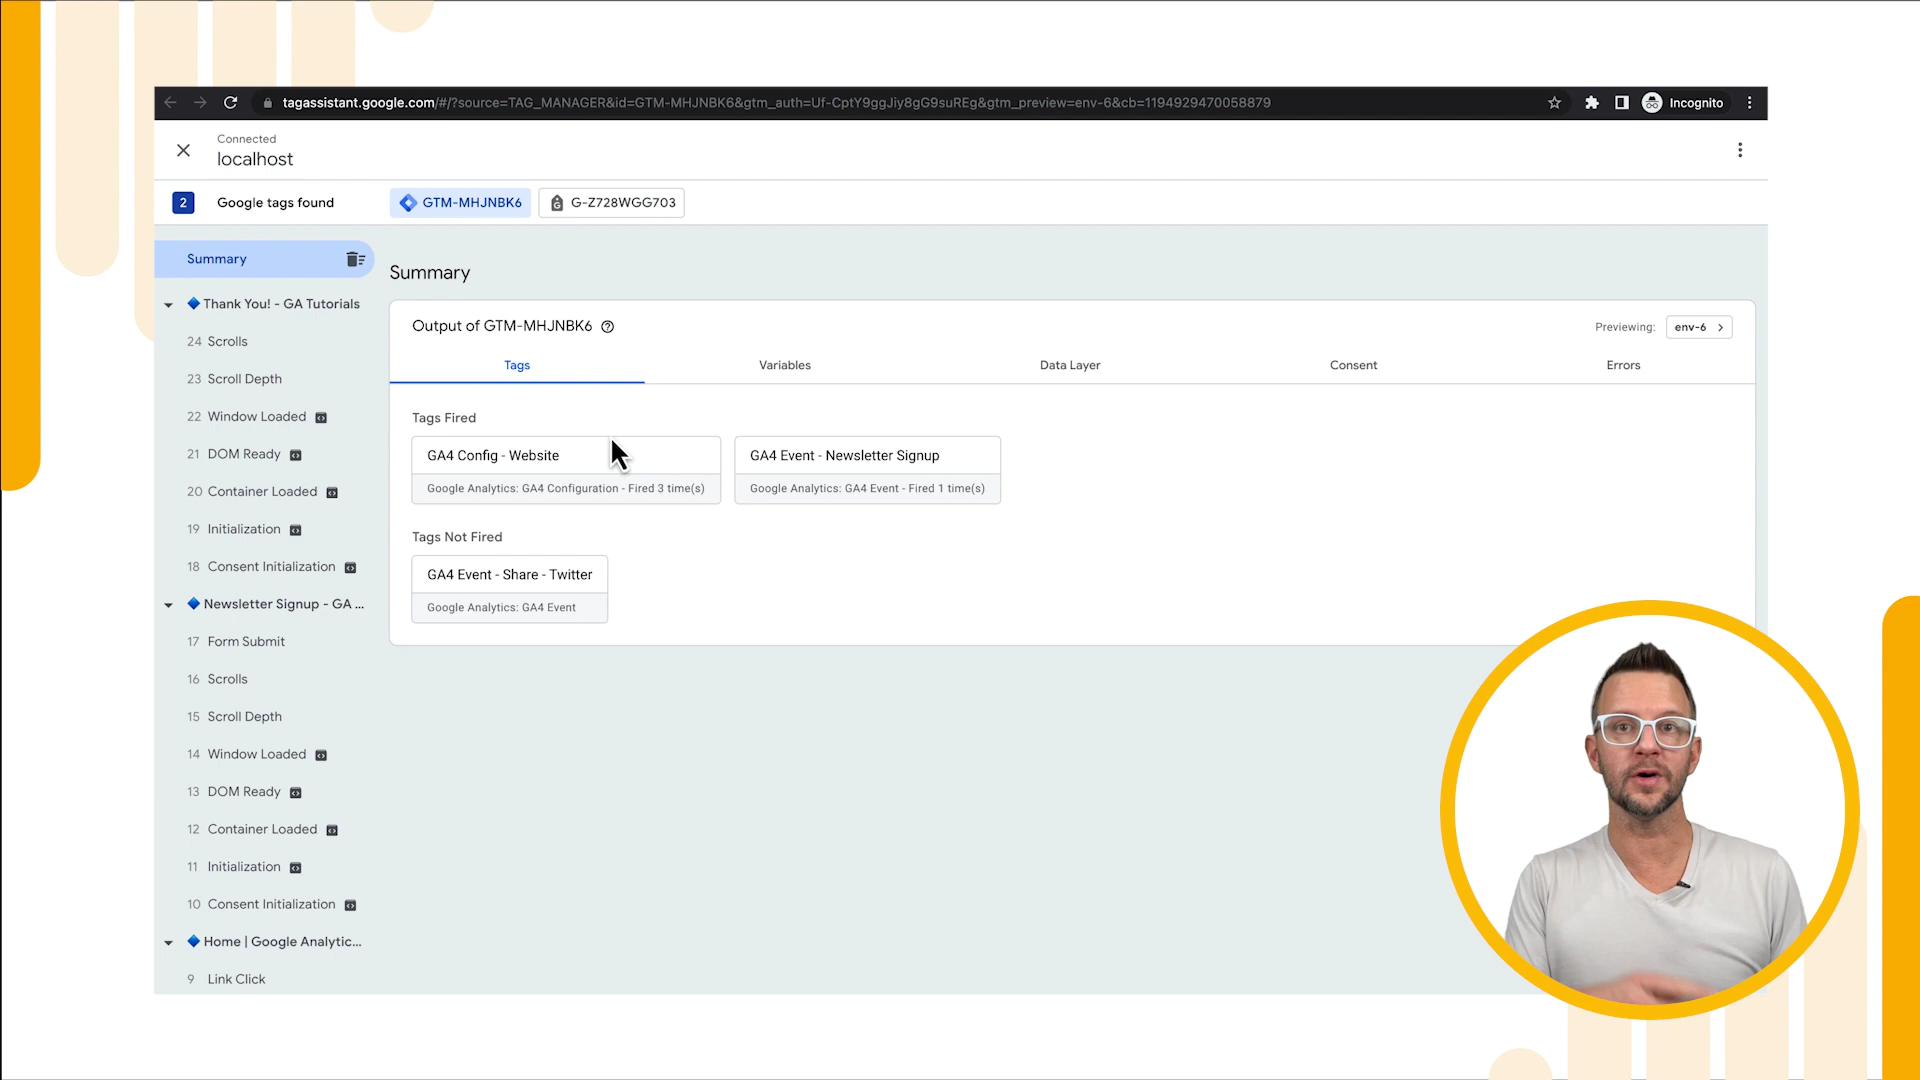 tagassistant.google.com/#/?source=TAG_MANAGER&id=GTM-MHJNBK6&gtm_auth=Uf-CptY9ggJiy8gG9suREg&gtm_preview=env-6&cb=1194929470058879
Incognito
Connected
localhost
2 Google tags found GTM-MHJNBK6 G-Z728WGG703
Summary
Thank You! - GA Tutorials
24 Scrolls
23 Scroll Depth
22 Window Loaded
21 DOM Ready
20 Container Loaded
19 Initialization
18 Consent Initialization
Newsletter Signup - GA ...
17 Form Submit
16 Scrolls
15 Scroll Depth
14 Window Loaded
13 DOM Ready
12 Container Loaded
11 Initialization
10 Consent Initialization
Home | Google Analytic...
9 Link Click
Summary
Output of GTM-MHJNBK6
Previewing: env-6
Tags Variables Data Layer Consent Errors
Tags Fired
GA4 Config - Website
Google Analytics: GA4 Configuration - Fired 3 time(s)
GA4 Event - Newsletter Signup
Google Analytics: GA4 Event - Fired 1 time(s)
Tags Not Fired
GA4 Event - Share - Twitter
Google Analytics: GA4 Event